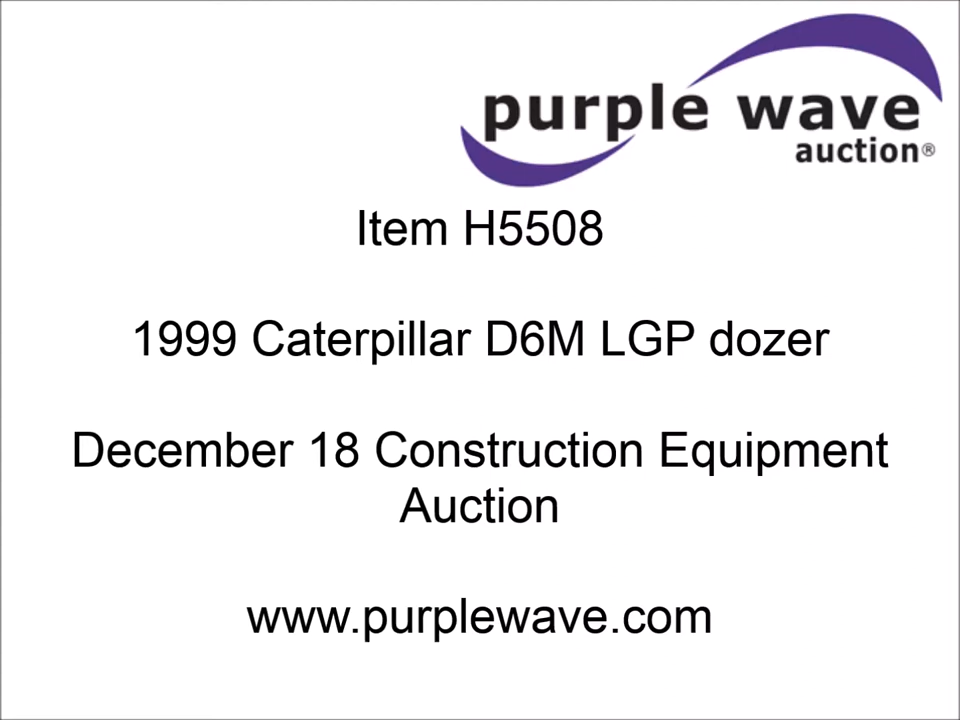 purple wave
auction®
Item H5508
1999 Caterpillar D6M LGP dozer
December 18 Construction Equipment
Auction
www.purplewave.com